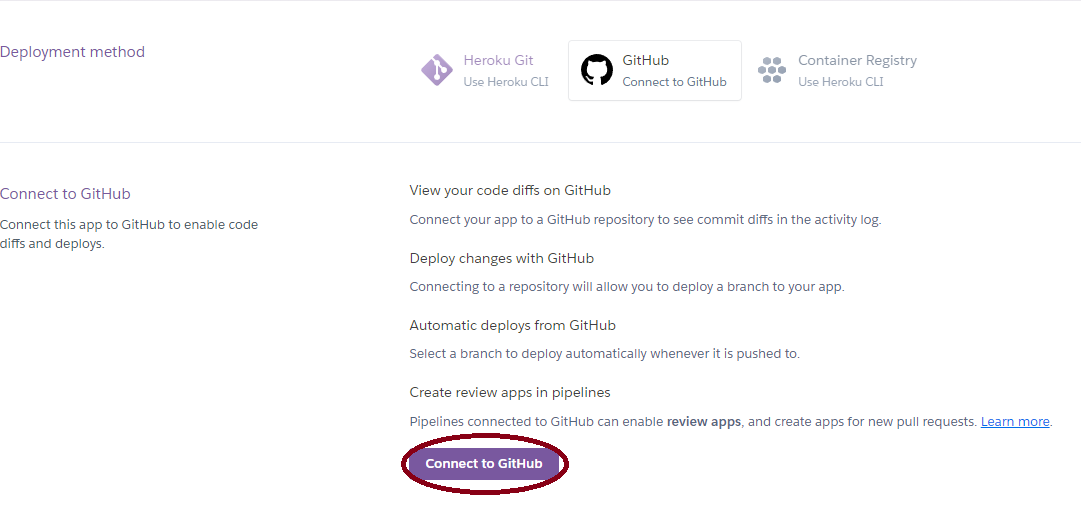 Deployment method
Heroku Git
Use Heroku CLI
GitHub
Connect to GitHub
Container Registry
Use Heroku CLI
Connect to GitHub
Connect this app to GitHub to enable code
diffs and deploys.
View your code diffs on GitHub
Connect your app to a GitHub repository to see commit diffs in the activity log.
Deploy changes with GitHub
Connecting to a repository will allow you to deploy a branch to your app.
Automatic deploys from GitHub
Select a branch to deploy automatically whenever it is pushed to.
Create review apps in pipelines
Pipelines connected to GitHub can enable review apps, and create apps for new pull requests. Learn more.
Connect to GitHub